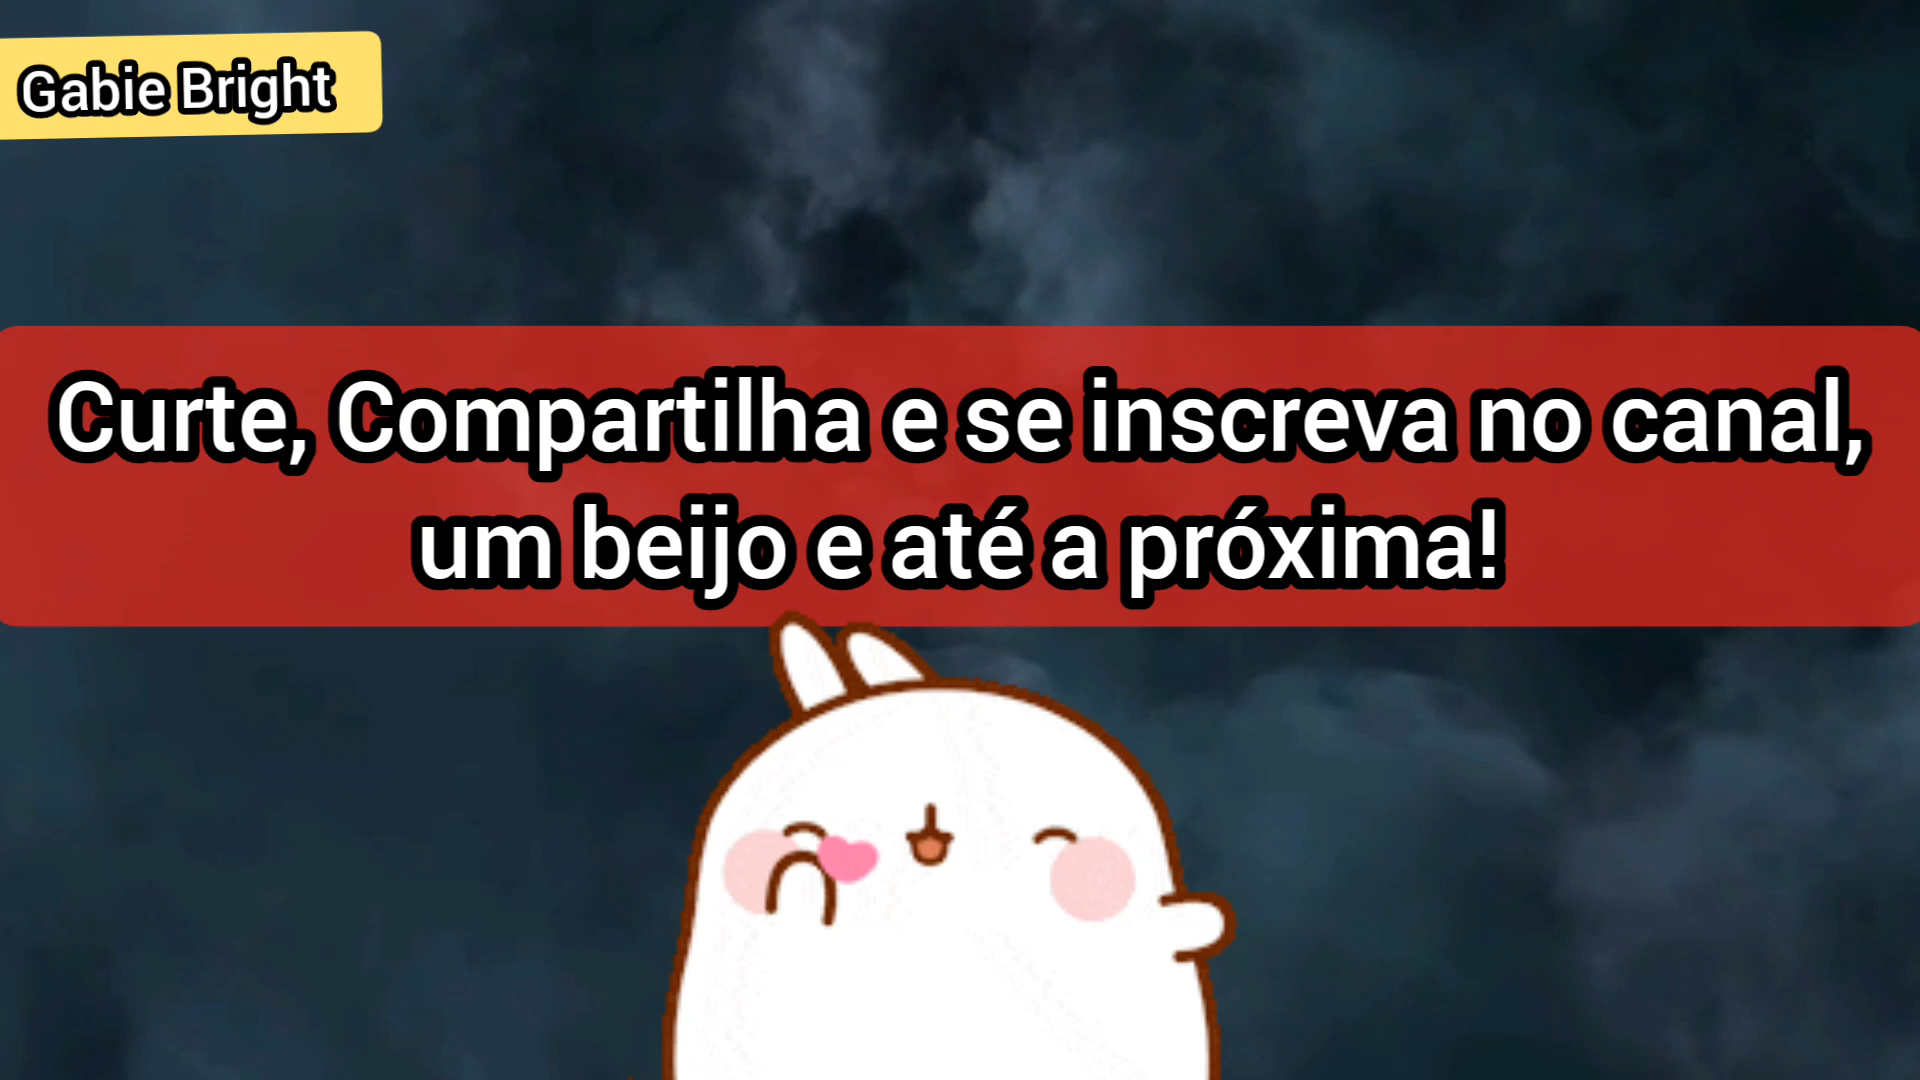 Gabie Bright
Curte, Compartilha e se inscreva no canal,
um beijo e até a próxima!